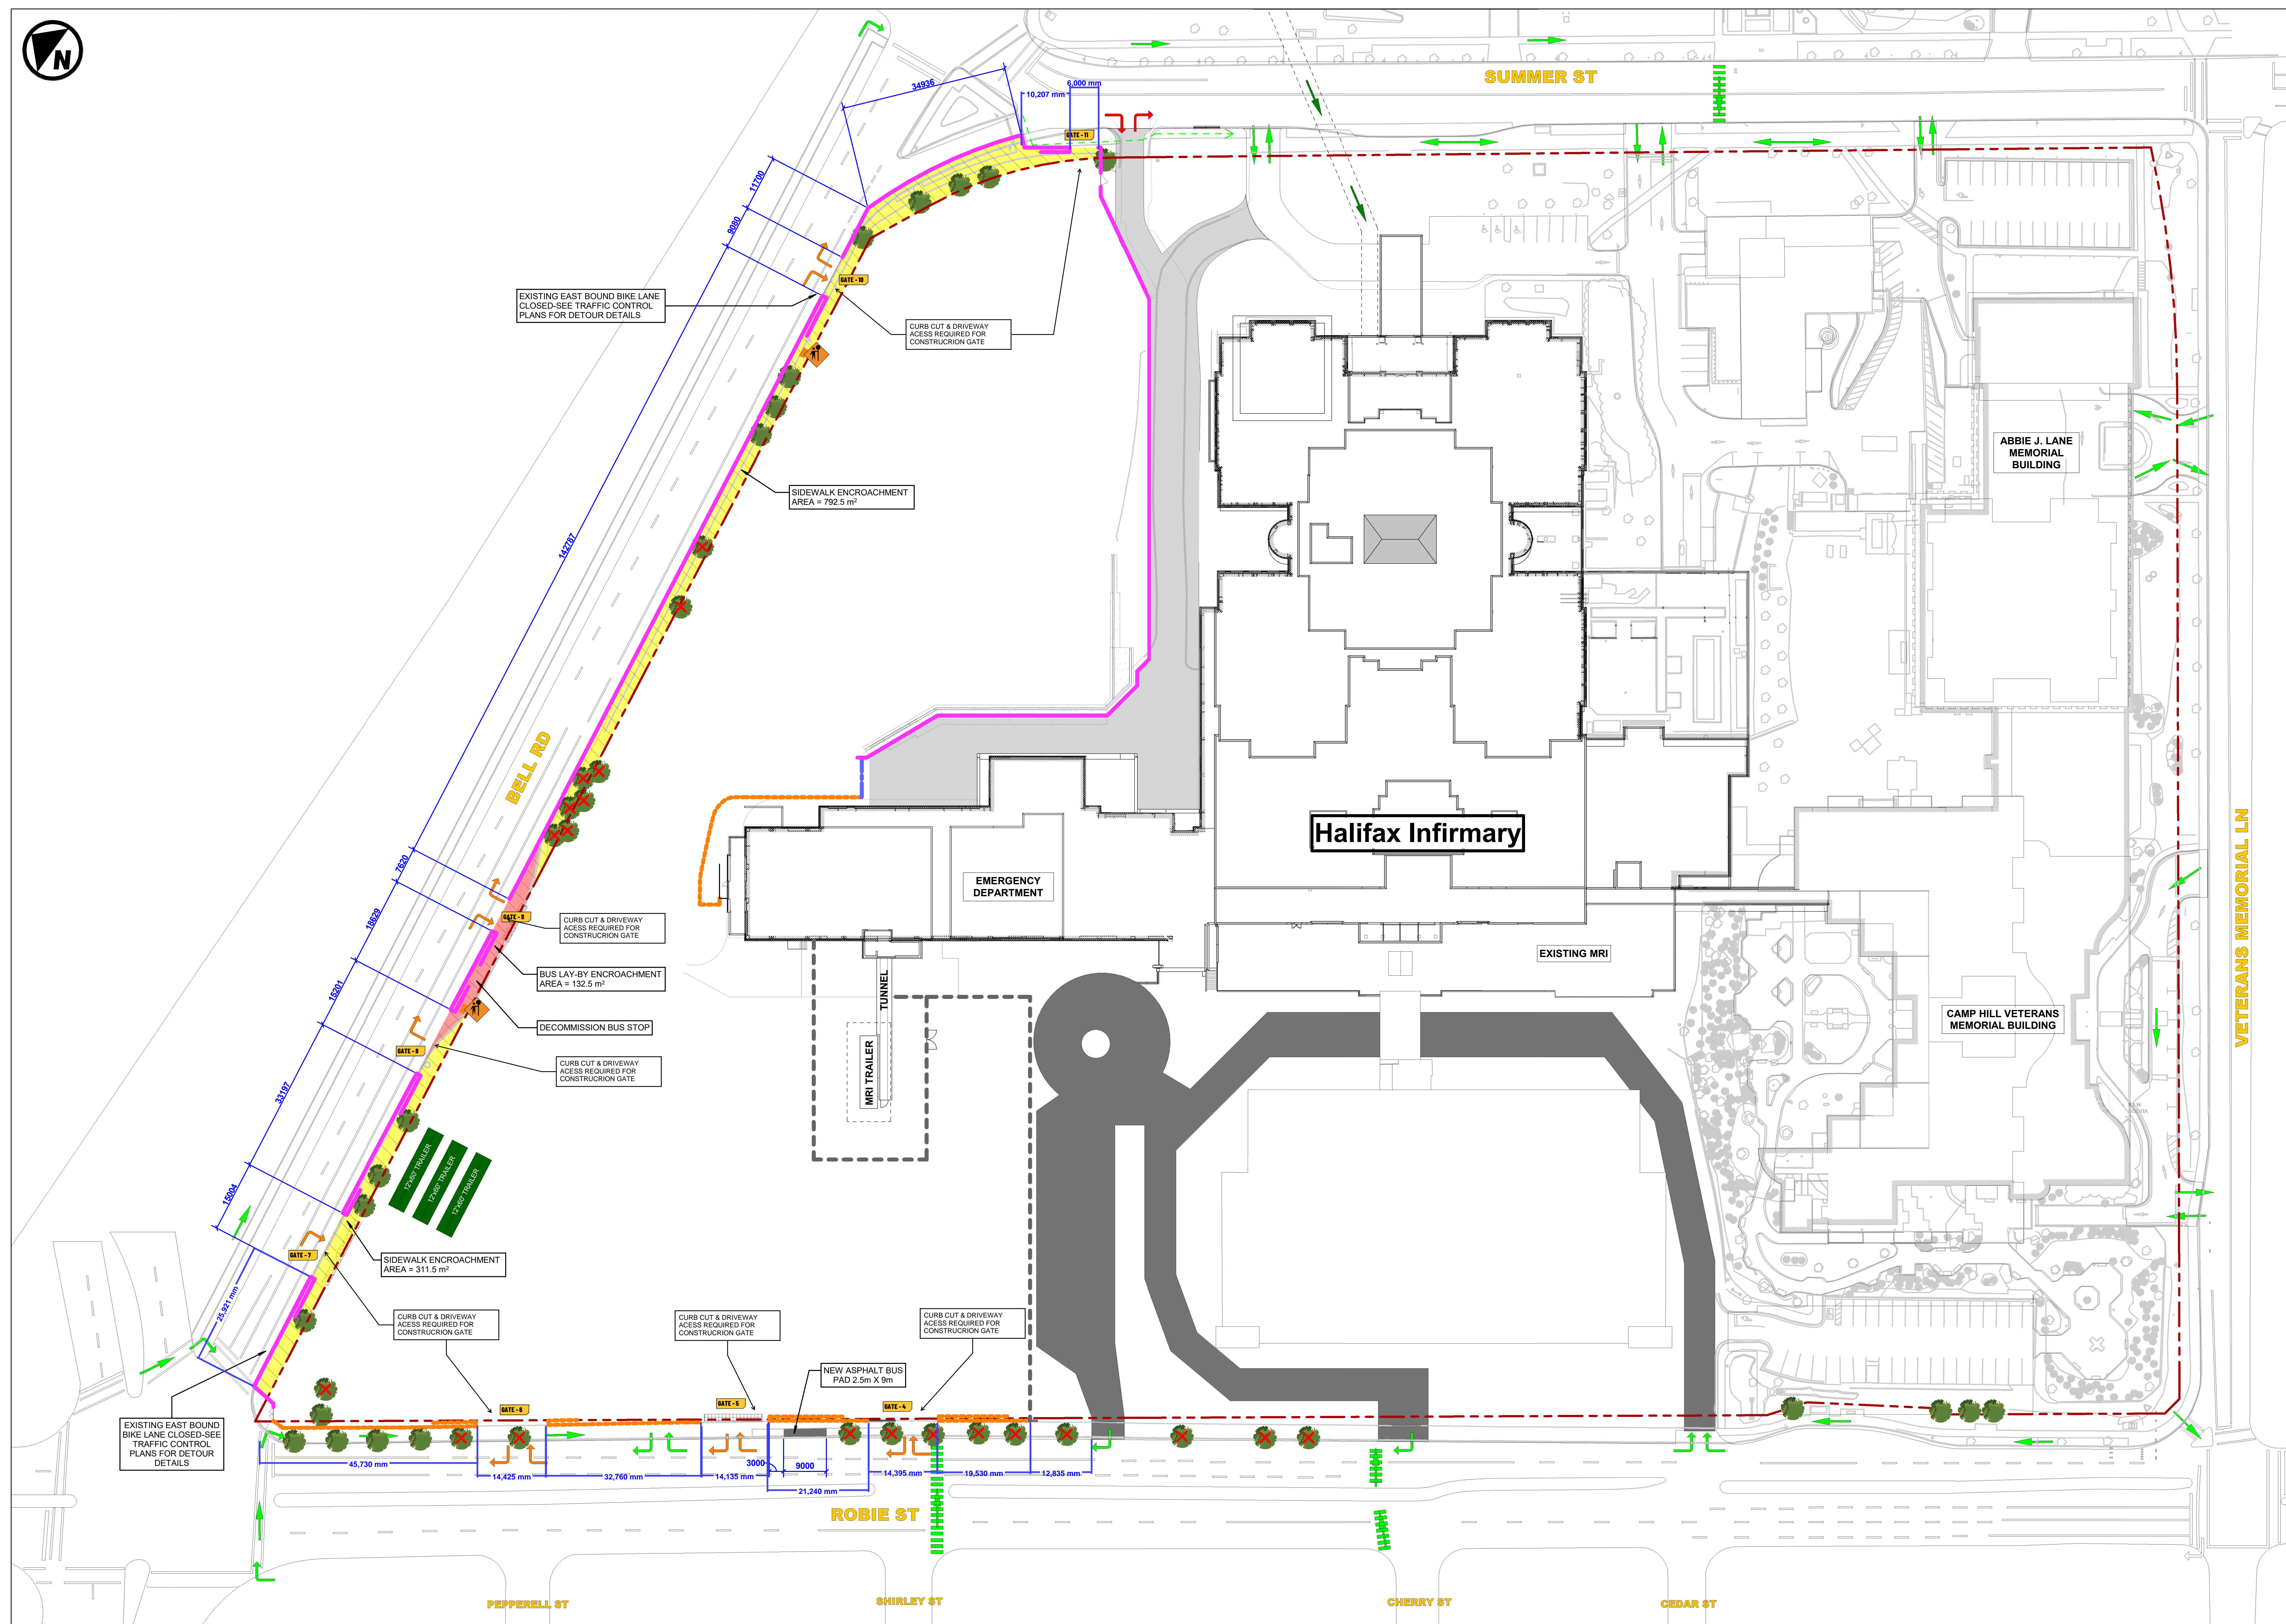 N
SUMMER ST
34936
6,000 mm
10,207 mm
GATE - 11
11700
9080
GATE - 10
EXISTING EAST BOUND BIKE LANE
CLOSED-SEE TRAFFIC CONTROL
PLANS FOR DETOUR DETAILS
CURB CUT & DRIVEWAY
ACESS REQUIRED FOR
CONSTRUCRION GATE
SIDEWALK ENCROACHMENT
AREA = 792.5 m²
ABBIE J. LANE
MEMORIAL
BUILDING
142787
BELL RD
Halifax Infirmary
VETERANS MEMORIAL LN
EMERGENCY
DEPARTMENT
7620
18629
GATE - 9
CURB CUT & DRIVEWAY
ACESS REQUIRED FOR
CONSTRUCRION GATE
EXISTING MRI
BUS LAY-BY ENCROACHMENT
AREA = 132.5 m²
TUNNEL
15201
DECOMMISSION BUS STOP
CAMP HILL VETERANS
MEMORIAL BUILDING
GATE - 8
CURB CUT & DRIVEWAY
ACESS REQUIRED FOR
CONSTRUCRION GATE
MRI TRAILER
33197
12'x60' TRAILER
12'x60' TRAILER
12'x60' TRAILER
15004
GATE - 7
SIDEWALK ENCROACHMENT
AREA = 311.5 m²
25,921 mm
CURB CUT & DRIVEWAY
ACESS REQUIRED FOR
CONSTRUCRION GATE
CURB CUT & DRIVEWAY
ACESS REQUIRED FOR
CONSTRUCRION GATE
CURB CUT & DRIVEWAY
ACESS REQUIRED FOR
CONSTRUCRION GATE
NEW ASPHALT BUS
PAD 2.5m X 9m
GATE - 6
GATE - 5
GATE - 4
EXISTING EAST BOUND
BIKE LANE CLOSED-SEE
TRAFFIC CONTROL
PLANS FOR DETOUR
DETAILS
45,730 mm
14,425 mm
32,760 mm
14,135 mm
3000
9000
21,240 mm
14,395 mm
19,530 mm
12,835 mm
ROBIE ST
PEPPERELL ST
SHIRLEY ST
CHERRY ST
CEDAR ST